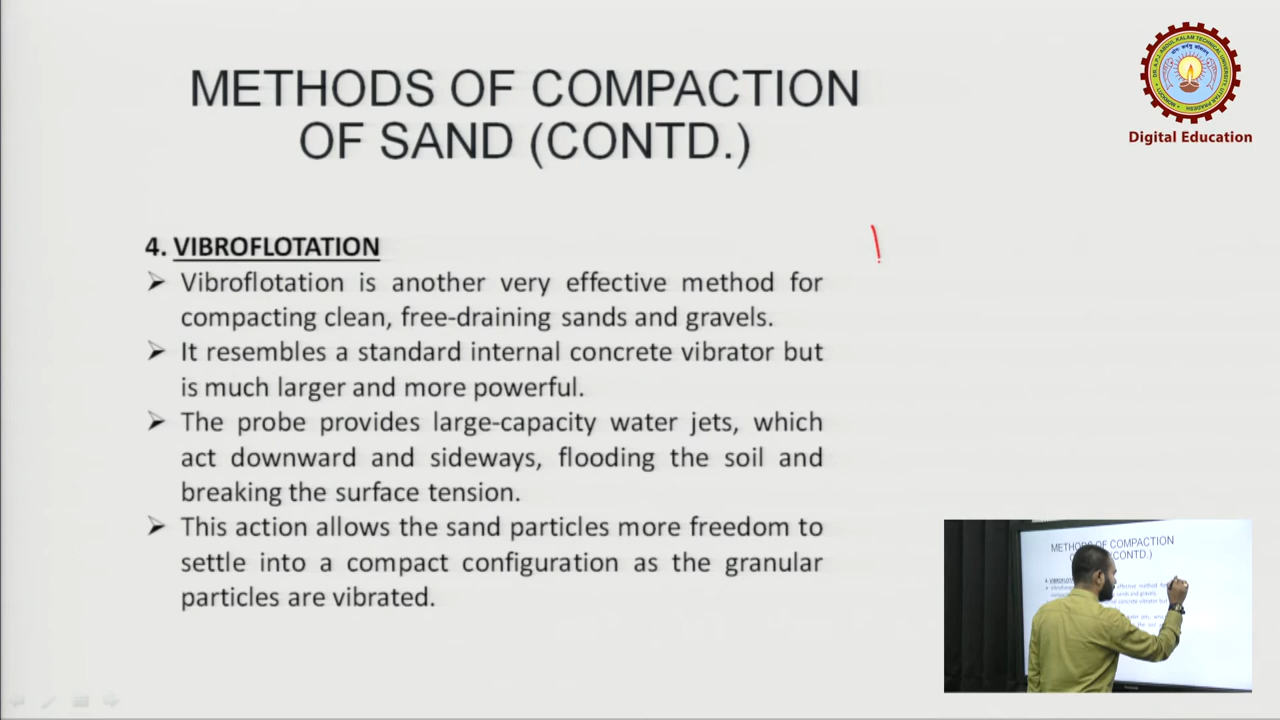 METHODS OF COMPACTION
OF SAND (CONTD.)
Digital Education
4. VIBROFLOTATION
➢ Vibroflotation is another very effective method for
compacting clean, free-draining sands and gravels.
➢ It resembles a standard internal concrete vibrator but
is much larger and more powerful.
➢ The probe provides large-capacity water jets, which
act downward and sideways, flooding the soil and
breaking the surface tension.
➢ This action allows the sand particles more freedom to
settle into a compact configuration as the granular
particles are vibrated.
METHODS OF COMPACTION
(CONTD.)